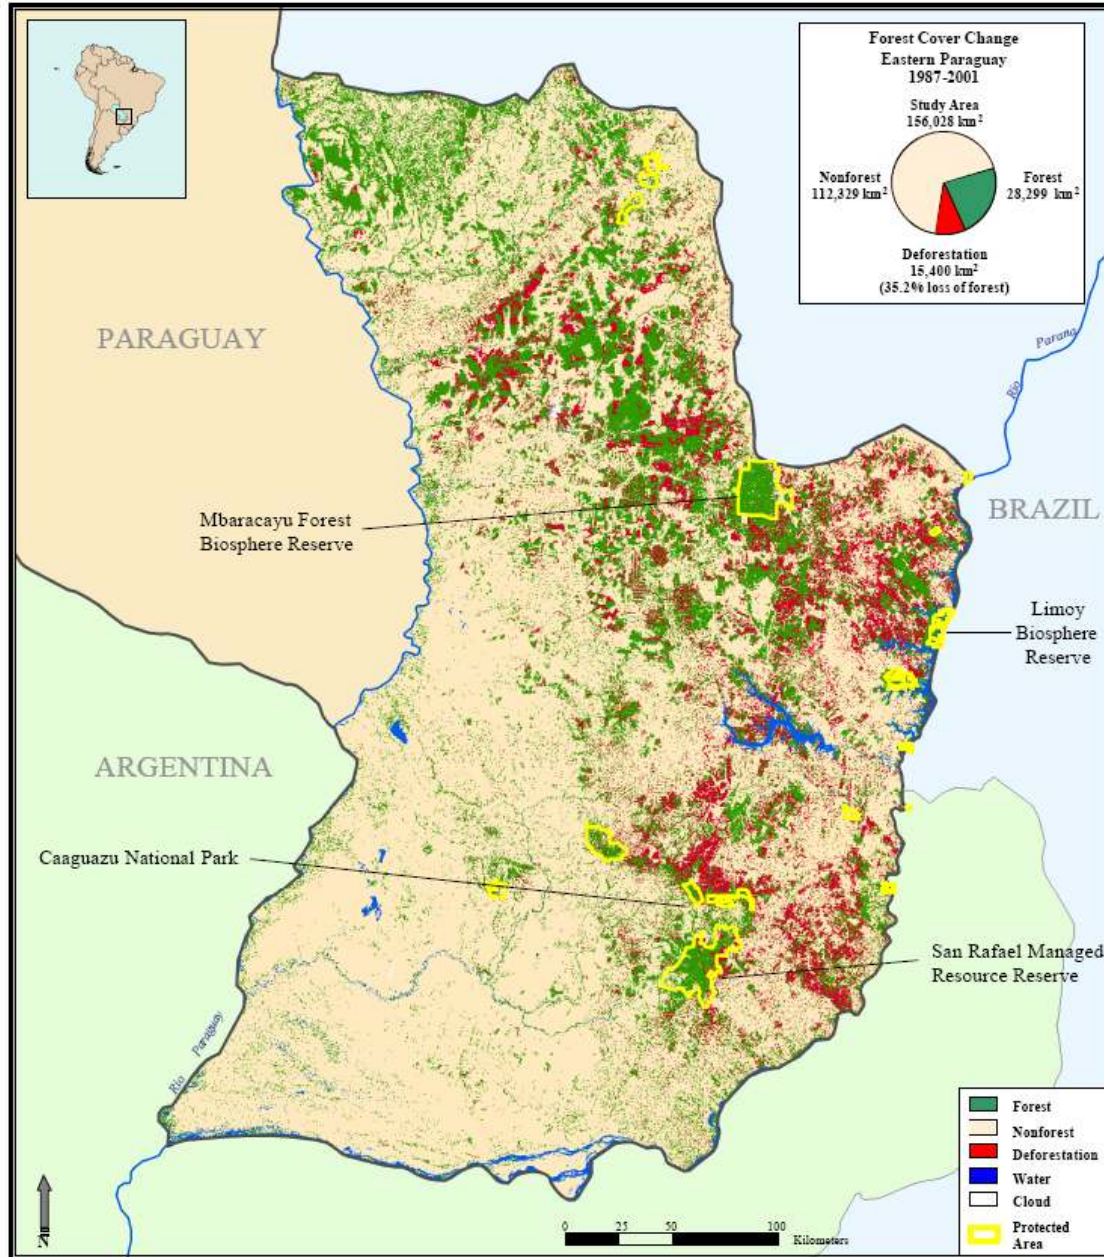 Forest Cover Change
Eastern Paraguay
1987-2001
Study Area
156,028 km²
Nonforest
112,329 km²
Forest
28,299 km²
Deforestation
15,400 km²
(35.2% loss of forest)
PARAGUAY
Rio Parana
BRAZIL
Mbaracayu Forest
Biosphere Reserve
Limoy
Biosphere
Reserve
ARGENTINA
Caaguazu National Park
San Rafael Managed
Resource Reserve
Rio Paraguay
Forest
Nonforest
Deforestation
Water
Cloud
Protected
Area
N
0 25 50 100
Kilometers